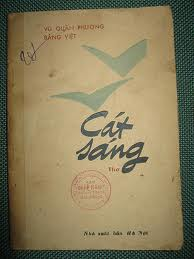 VŨ QUẦN PHƯƠNG
BẰNG VIỆT
Cát
sáng
Thơ
Nhà xuất bản Hà Nội